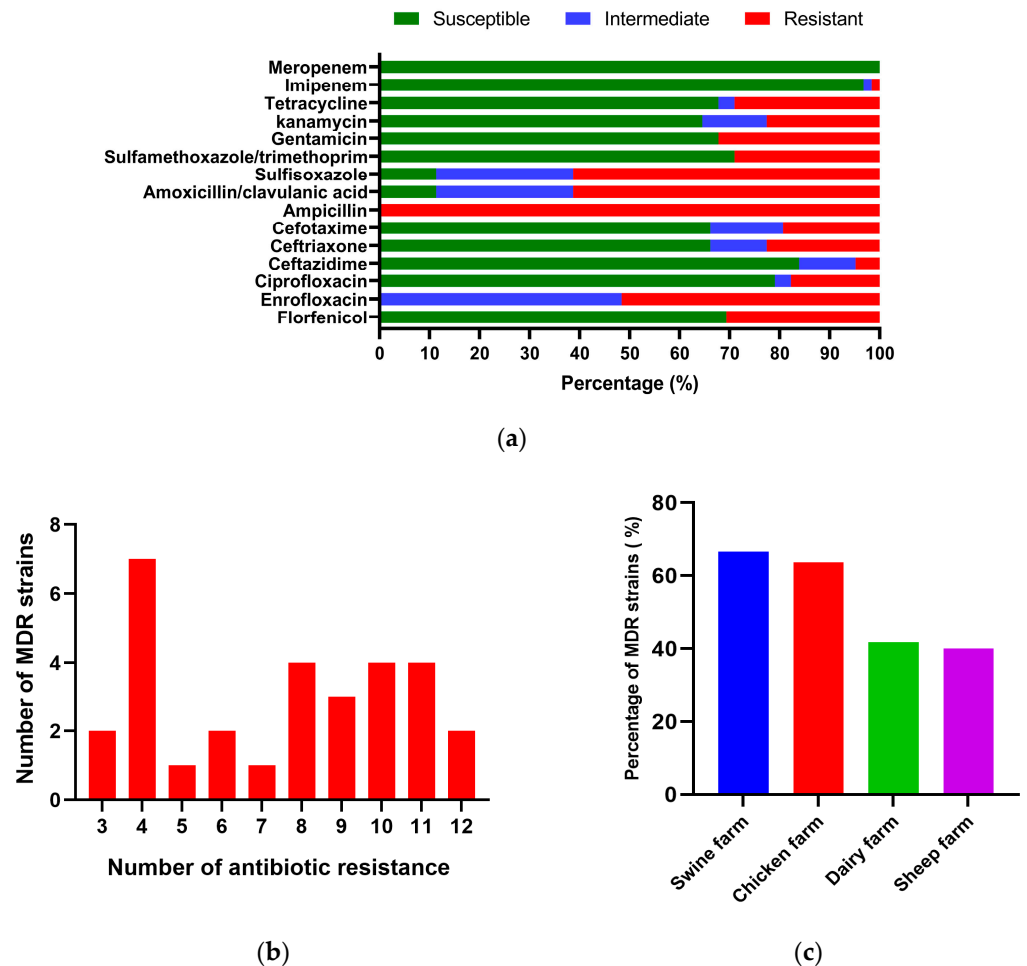 Susceptible Intermediate Resistant
Meropenem
Imipenem
Tetracycline
kanamycin
Gentamicin
Sulfamethoxazole/trimethoprim
Sulfisoxazole
Amoxicillin/clavulanic acid
Ampicillin
Cefotaxime
Ceftriaxone
Ceftazidime
Ciprofloxacin
Enrofloxacin
Florfenicol
0 10 20 30 40 50 60 70 80 90 100
Percentage (%)
(a)
Number of MDR strains
8
6
4
2
0
3 4 5 6 7 8 9 10 11 12
Number of antibiotic resistance
(b)
Percentage of MDR strains ( %)
80
60
40
20
0
Swine farm
Chicken farm
Dairy farm
Sheep farm
(c)